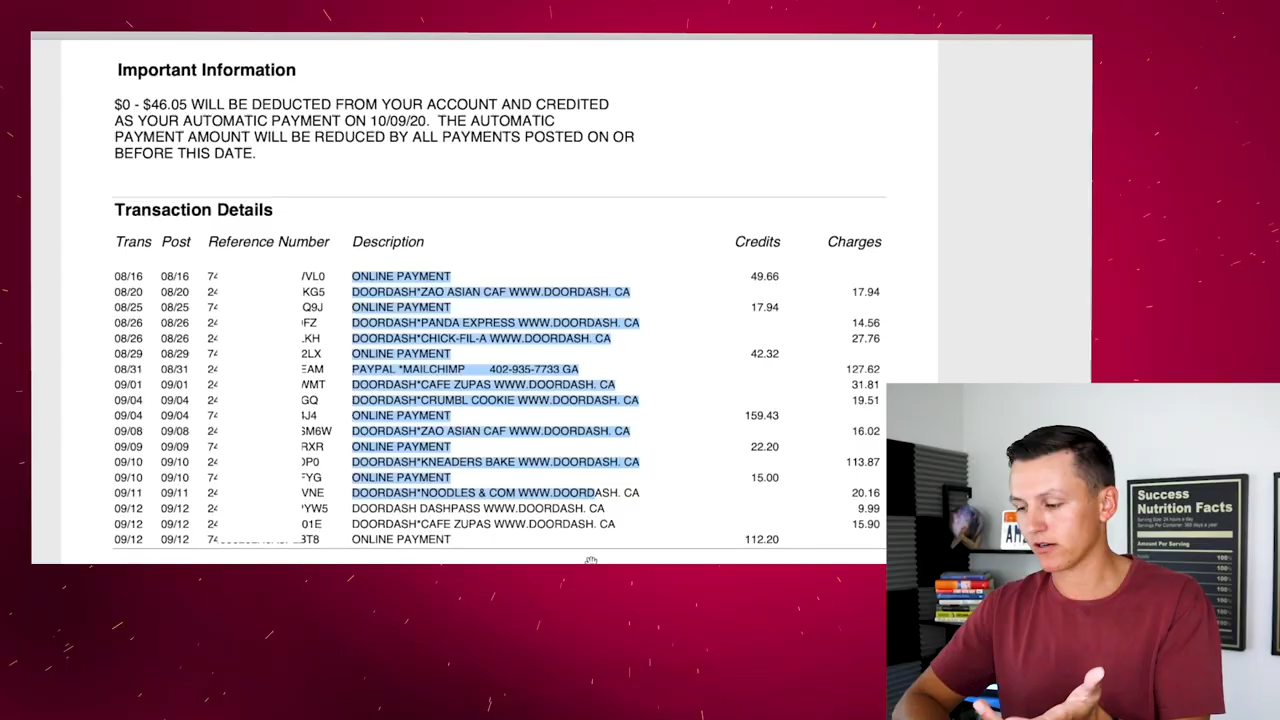 Important Information
$0 - $46.05 WILL BE DEDUCTED FROM YOUR ACCOUNT AND CREDITED
AS YOUR AUTOMATIC PAYMENT ON 10/09/20. THE AUTOMATIC
PAYMENT AMOUNT WILL BE REDUCED BY ALL PAYMENTS POSTED ON OR
BEFORE THIS DATE.
Transaction Details
Trans Post Reference Number Description Credits Charges
08/16 08/16 74 VL0 ONLINE PAYMENT 49.66
08/20 08/20 24 KG5 DOORDASH*ZAO ASIAN CAF WWW.DOORDASH. CA 17.94
08/25 08/25 74 Q9J ONLINE PAYMENT 17.94
08/26 08/26 24 FZ DOORDASH*PANDA EXPRESS WWW.DOORDASH. CA 14.56
08/26 08/26 24 KH DOORDASH*CHICK-FIL-A WWW.DOORDASH. CA 27.76
08/29 08/29 74 2LX ONLINE PAYMENT 42.32
08/31 08/31 24 EAM PAYPAL *MAILCHIMP 402-935-7733 GA 127.62
09/01 09/01 24 WMT DOORDASH*CAFE ZUPAS WWW.DOORDASH. CA 31.81
09/04 09/04 24 GQ DOORDASH*CRUMBL COOKIE WWW.DOORDASH. CA 19.51
09/04 09/04 74 J4 ONLINE PAYMENT 159.43
09/08 09/08 24 M6W DOORDASH*ZAO ASIAN CAF WWW.DOORDASH. CA 16.02
09/09 09/09 74 RXR ONLINE PAYMENT 22.20
09/10 09/10 24 P0 DOORDASH*KNEADERS BAKE WWW.DOORDASH. CA 113.87
09/10 09/10 74 YG ONLINE PAYMENT 15.00
09/11 09/11 24 VNE DOORDASH*NOODLES & COM WWW.DOORDASH. CA 20.16
09/12 09/12 24 YW5 DOORDASH DASHPASS WWW.DOORDASH. CA 9.99
09/12 09/12 24 01E DOORDASH*CAFE ZUPAS WWW.DOORDASH. CA 15.90
09/12 09/12 74 3T8 ONLINE PAYMENT 112.20
Success
Nutrition Facts
Amount Per Serving
100%
100%
100%
100%
100%
100%